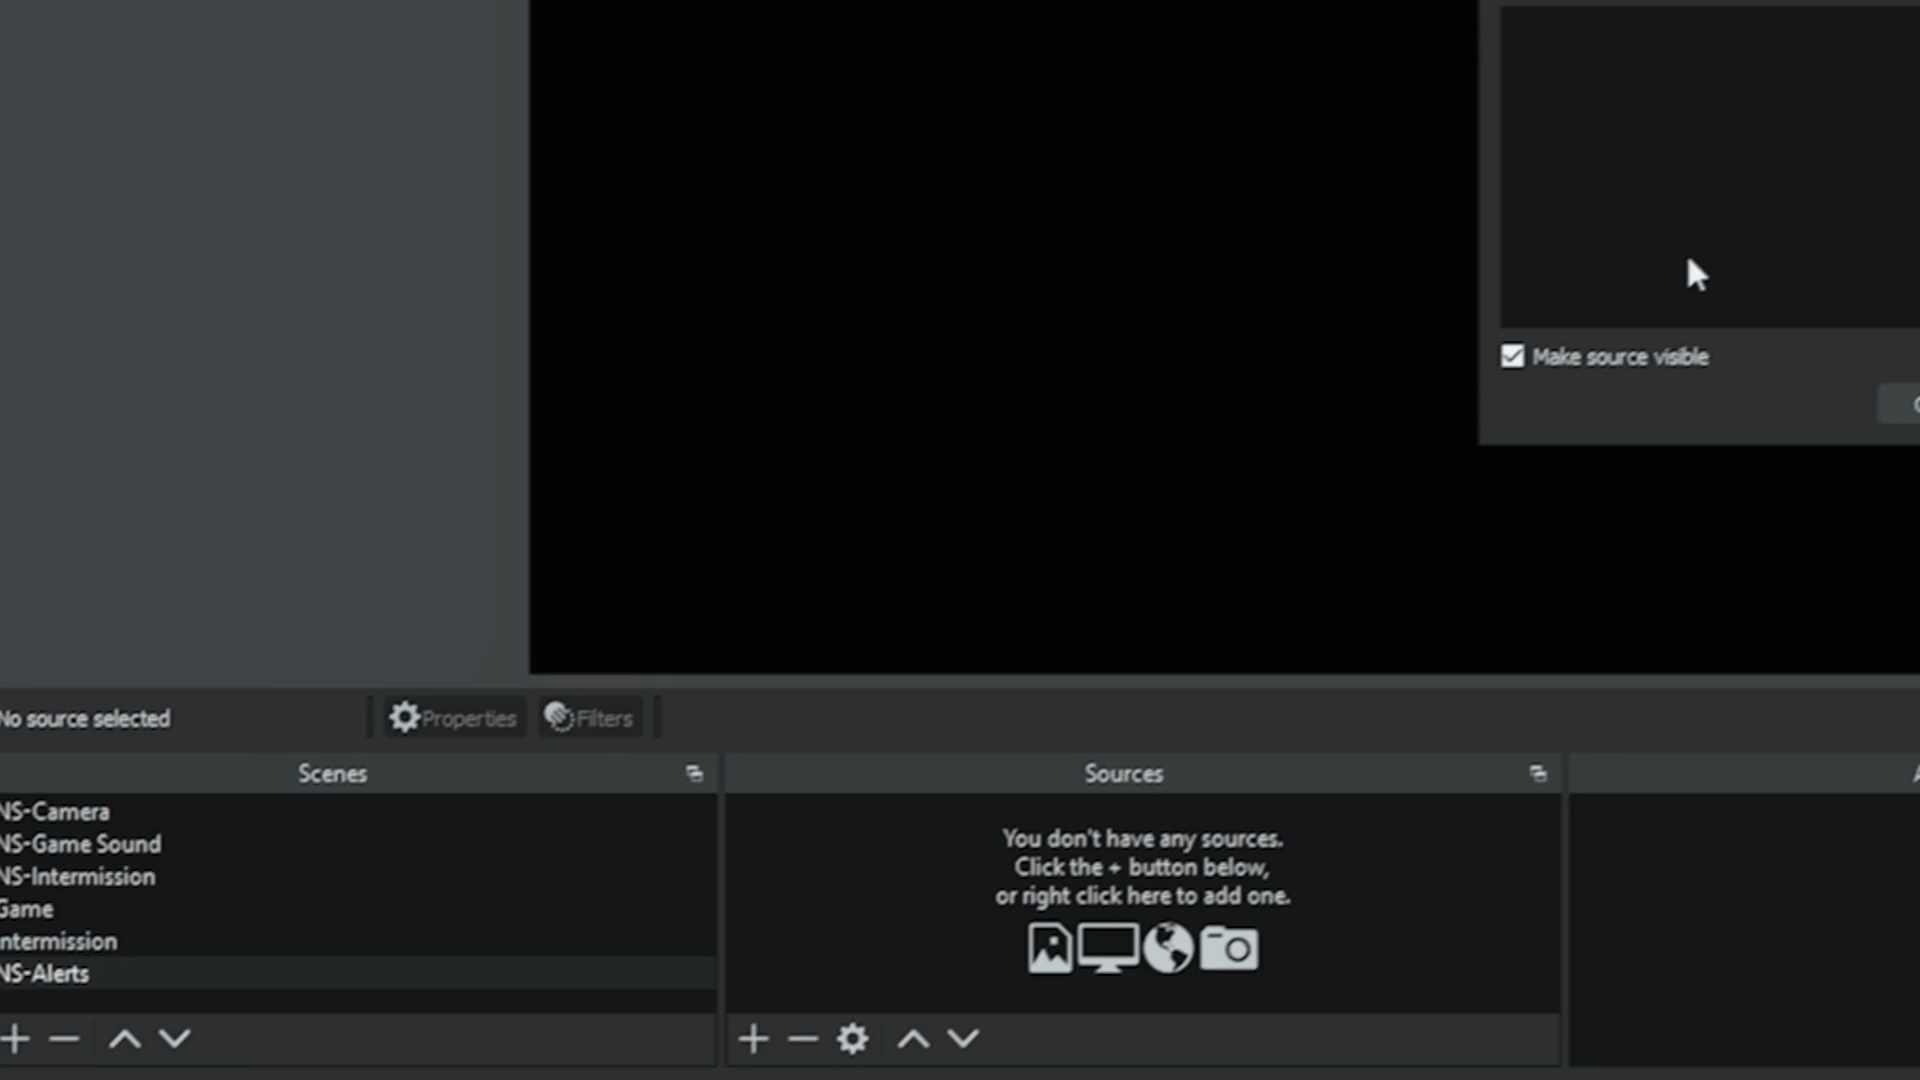 Make source visible
No source selected
Properties
Filters
Scenes
Sources
NS-Camera
NS-Game Sound
NS-Intermission
Game
ntermission
NS-Alerts
You don't have any sources.
Click the + button below,
or right click here to add one.